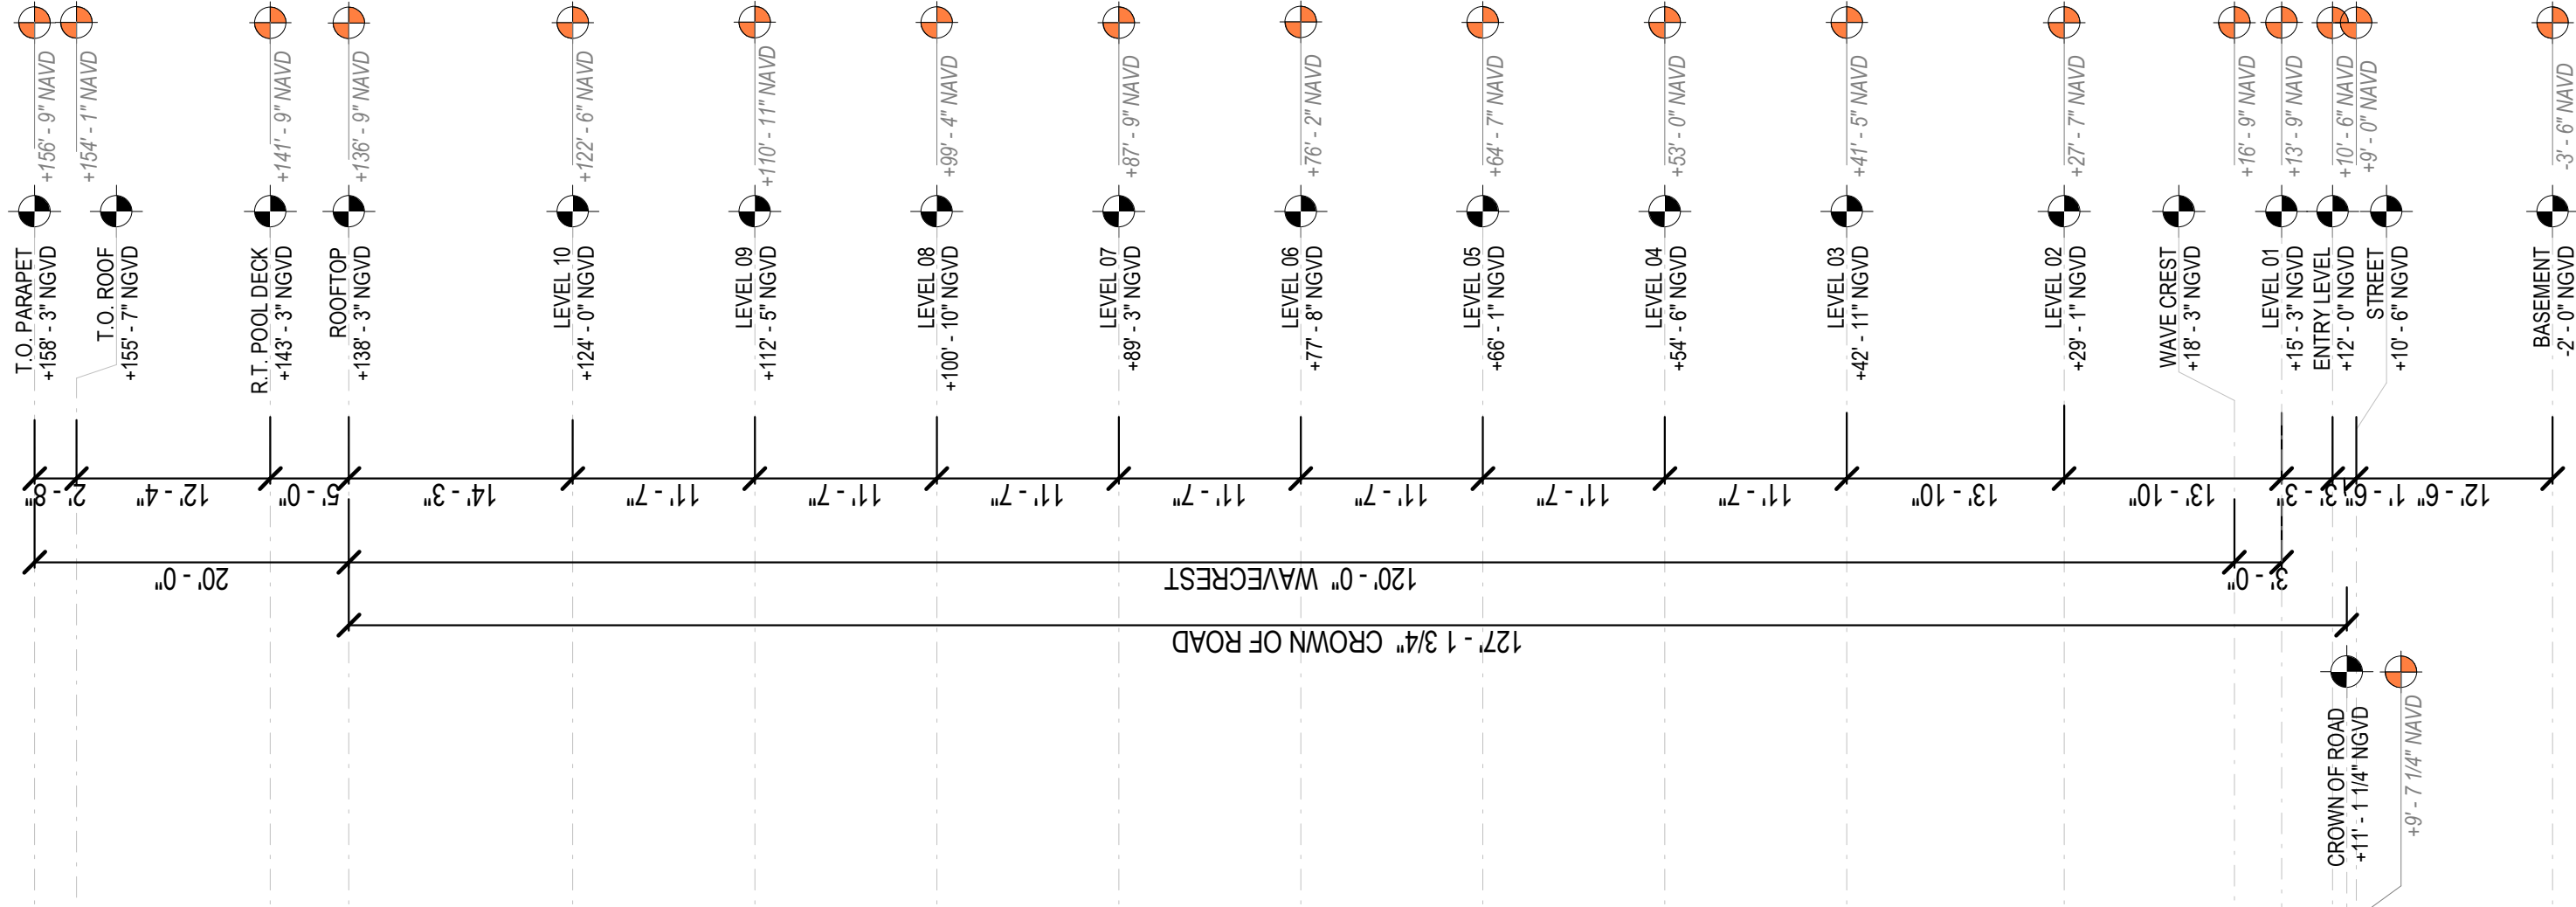 +156' - 9" NAVD
+154' - 1" NAVD
+141' - 9" NAVD
+136' - 9" NAVD
+122' - 6" NAVD
+110' - 11" NAVD
+99' - 4" NAVD
+87' - 9" NAVD
+76' - 2" NAVD
+64' - 7" NAVD
+53' - 0" NAVD
+41' - 5" NAVD
+27' - 7" NAVD
+16' - 9" NAVD
+13' - 9" NAVD
+10' - 6" NAVD
+9' - 0" NAVD
-3' - 6" NAVD
T.O. PARAPET
+158' - 3" NGVD
T.O. ROOF
+155' - 7" NGVD
R.T. POOL DECK
+143' - 3" NGVD
ROOFTOP
+138' - 3" NGVD
LEVEL 10
+124' - 0" NGVD
LEVEL 09
+112' - 5" NGVD
LEVEL 08
+100' - 10" NGVD
LEVEL 07
+89' - 3" NGVD
LEVEL 06
+77' - 8" NGVD
LEVEL 05
+66' - 1" NGVD
LEVEL 04
+54' - 6" NGVD
LEVEL 03
+42' - 11" NGVD
LEVEL 02
+29' - 1" NGVD
WAVE CREST
+18' - 3" NGVD
LEVEL 01
+15' - 3" NGVD
ENTRY LEVEL
+12' - 0" NGVD
STREET
+10' - 6" NGVD
BASEMENT
-2' - 0" NGVD
2' - 8"
12' - 4"
5' - 0"
14' - 3"
11' - 7"
11' - 7"
11' - 7"
11' - 7"
11' - 7"
11' - 7"
11' - 7"
13' - 10"
13' - 10"
3' - 3"
1' - 6"
12' - 6"
20' - 0"
120' - 0" WAVECREST
3' - 0"
127' - 1 3/4" CROWN OF ROAD
CROWN OF ROAD
+11' - 1 1/4" NGVD
+9' - 7 1/4" NAVD